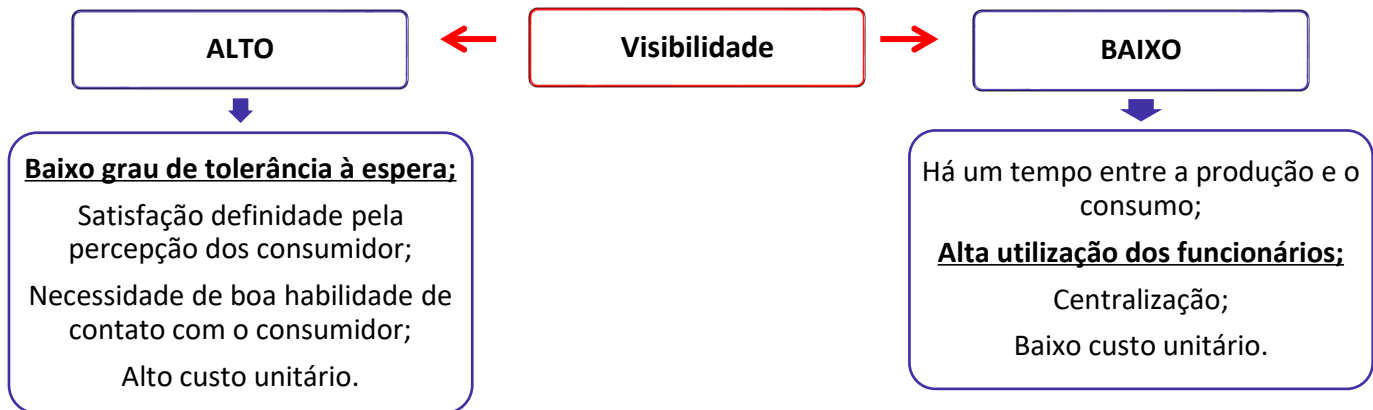 ALTO
Visibilidade
BAIXO
Baixo grau de tolerância à espera;
Satisfação definidade pela
percepção dos consumidor;
Necessidade de boa habilidade de
contato com o consumidor;
Alto custo unitário.
Há um tempo entre a produção e o
consumo;
Alta utilização dos funcionários;
Centralização;
Baixo custo unitário.